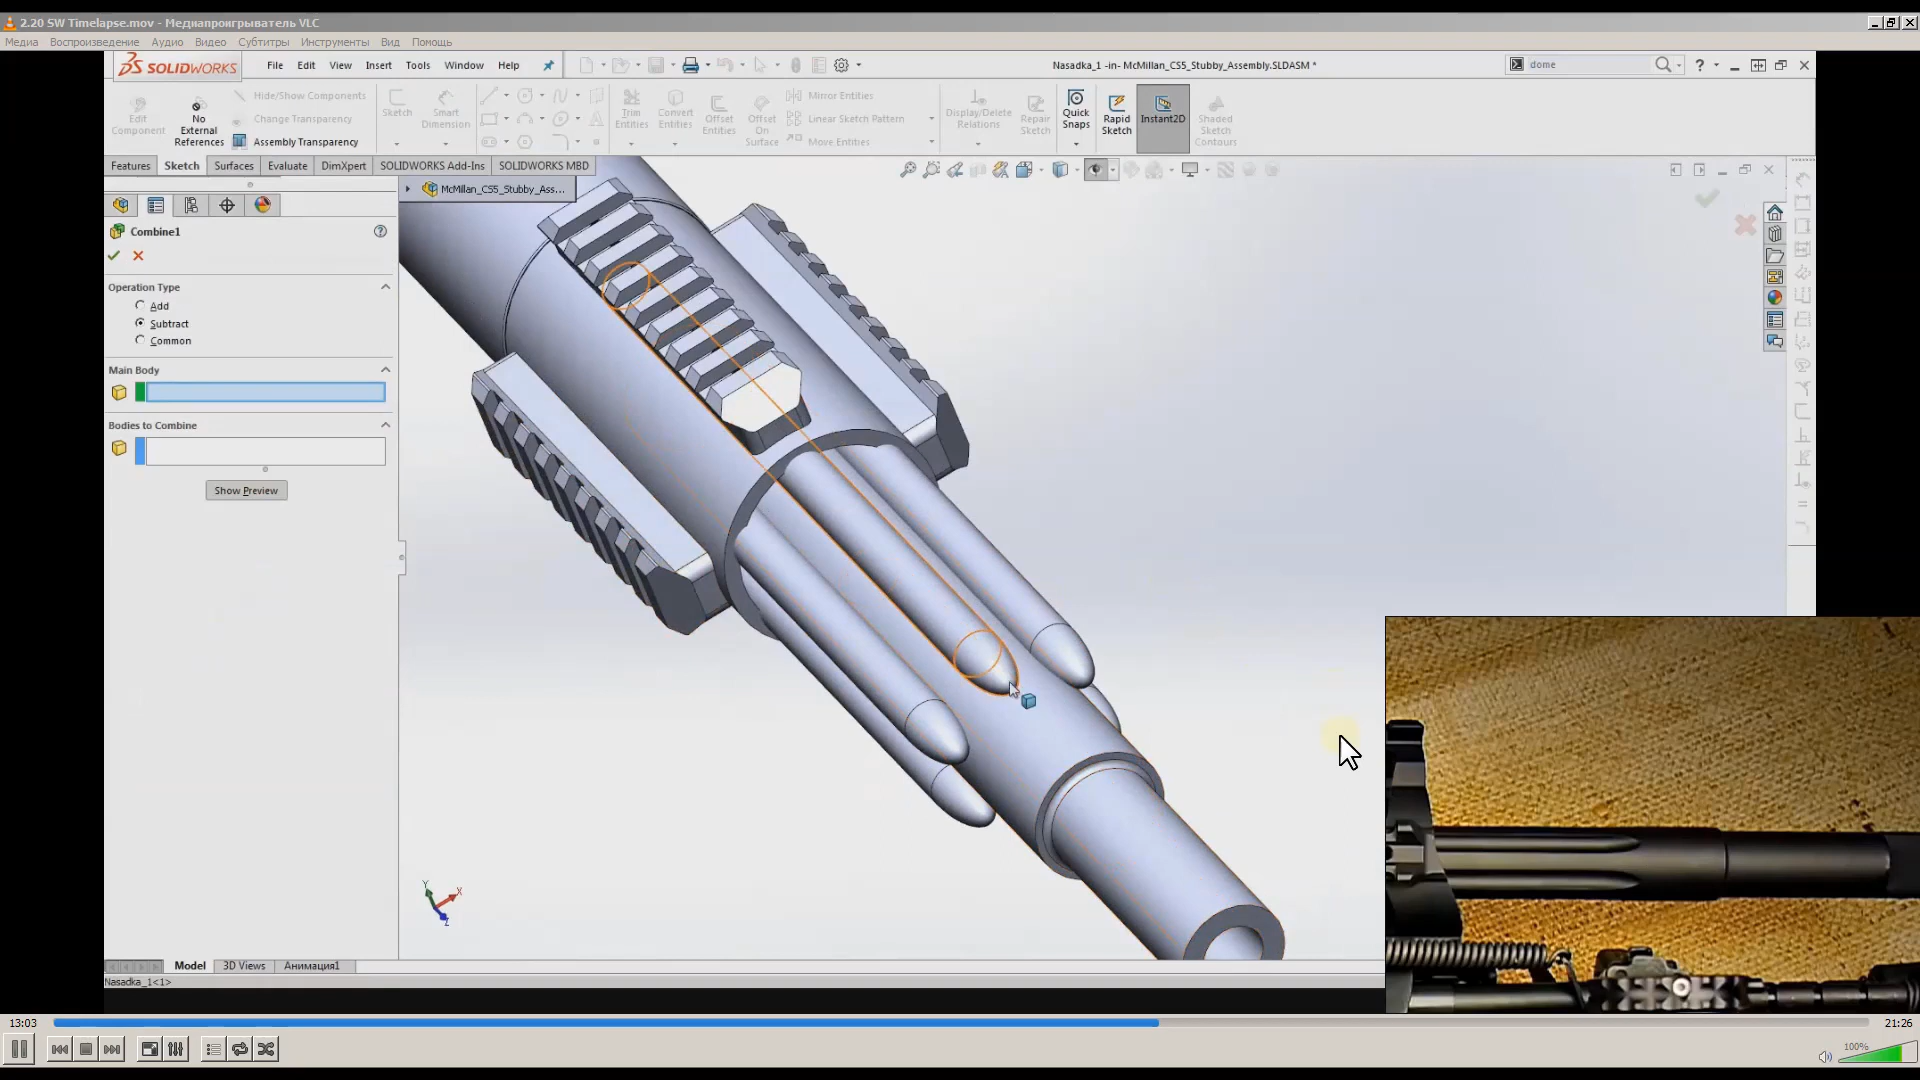 2.20 SW Timelapse.mov - Медиапроигрыватель VLC
Медиа Воспроизведение Аудио Видео Субтитры Инструменты Вид Помощь
SOLIDWORKS File Edit View Insert Tools Window Help Nasadka_1 -in- McMillan_CS5_Stubby_Assembly.SLDASM * dome ?
Edit Component
No External References
Hide/Show Components
Change Transparency
Assembly Transparency
Sketch
Smart Dimension
Trim Entities
Convert Entities
Offset Entities
Offset On Surface
Mirror Entities
Linear Sketch Pattern
Move Entities
Display/Delete Relations
Repair Sketch
Quick Snaps
Rapid Sketch
Instant2D
Shaded Sketch Contours
Features Sketch Surfaces Evaluate DimXpert SOLIDWORKS Add-Ins SOLIDWORKS MBD
McMillan_CS5_Stubby_Ass...
Combine1
Operation Type
Add
Subtract
Common
Main Body
Bodies to Combine
Show Preview
Y
X
Z
Model 3D Views Анимация1
Nasadka_1<1>
13:03 21:26
100%